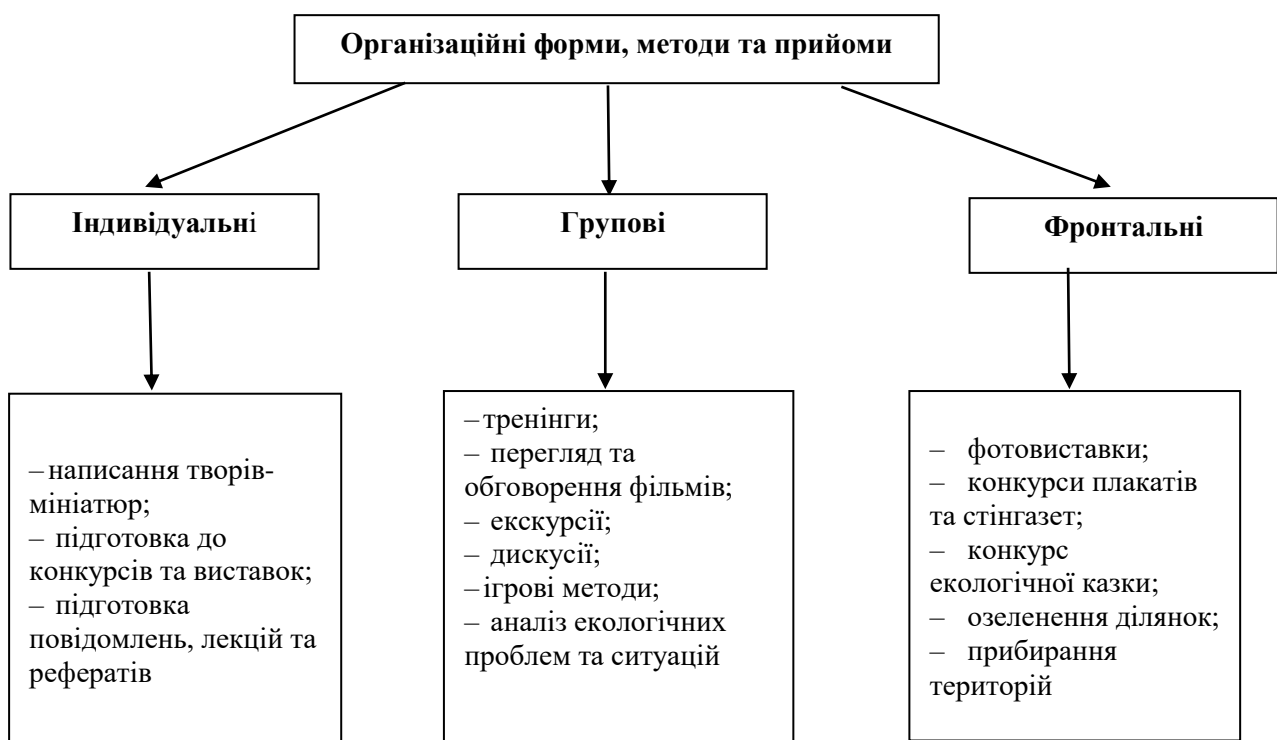 Організаційні форми, методи та прийоми
Індивідуальні
Групові
Фронтальні
– написання творів-
мініатюр;
– підготовка до
конкурсів та виставок;
– підготовка
повідомлень, лекцій та
рефератів
– тренінги;
– перегляд та
обговорення фільмів;
– екскурсії;
– дискусії;
– ігрові методи;
– аналіз екологічних
проблем та ситуацій
– фотовиставки;
– конкурси плакатів
та стінгазет;
– конкурс
екологічної казки;
– озеленення ділянок;
– прибирання
територій